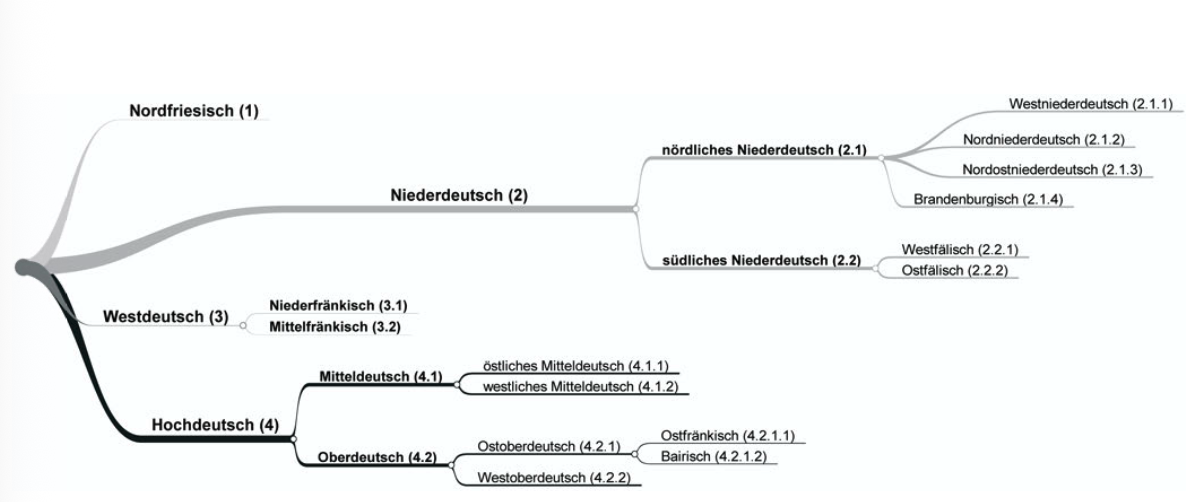 Nordfriesisch (1)
Niederdeutsch (2)
nördliches Niederdeutsch (2.1)
Westniederdeutsch (2.1.1)
Nordniederdeutsch (2.1.2)
Nordostniederdeutsch (2.1.3)
Brandenburgisch (2.1.4)
südliches Niederdeutsch (2.2)
Westfälisch (2.2.1)
Ostfälisch (2.2.2)
Westdeutsch (3)
Niederfränkisch (3.1)
Mittelfränkisch (3.2)
Hochdeutsch (4)
Mitteldeutsch (4.1)
östliches Mitteldeutsch (4.1.1)
westliches Mitteldeutsch (4.1.2)
Oberdeutsch (4.2)
Ostoberdeutsch (4.2.1)
Ostfränkisch (4.2.1.1)
Bairisch (4.2.1.2)
Westoberdeutsch (4.2.2)